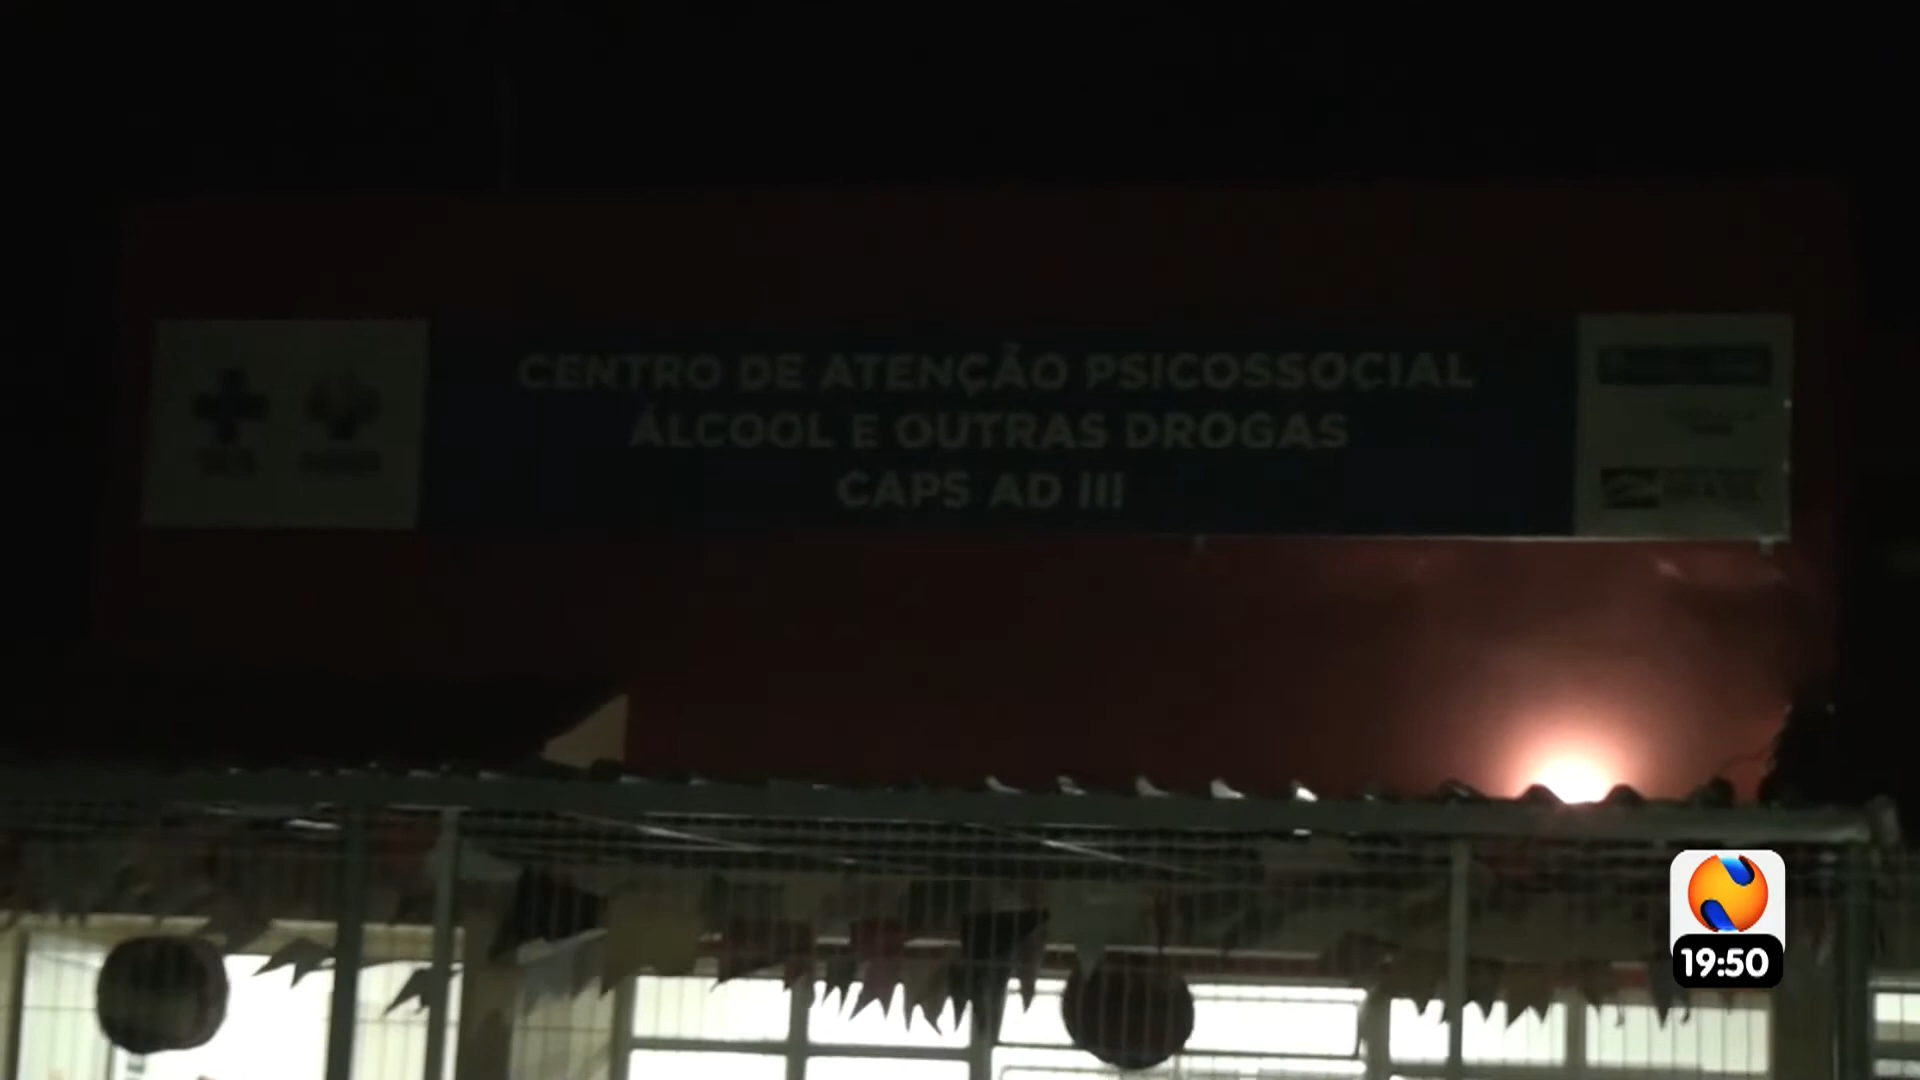 CENTRO DE ATENÇÃO PSICOSSOCIAL
ÁLCOOL E OUTRAS DROGAS
CAPS AD III
19:50